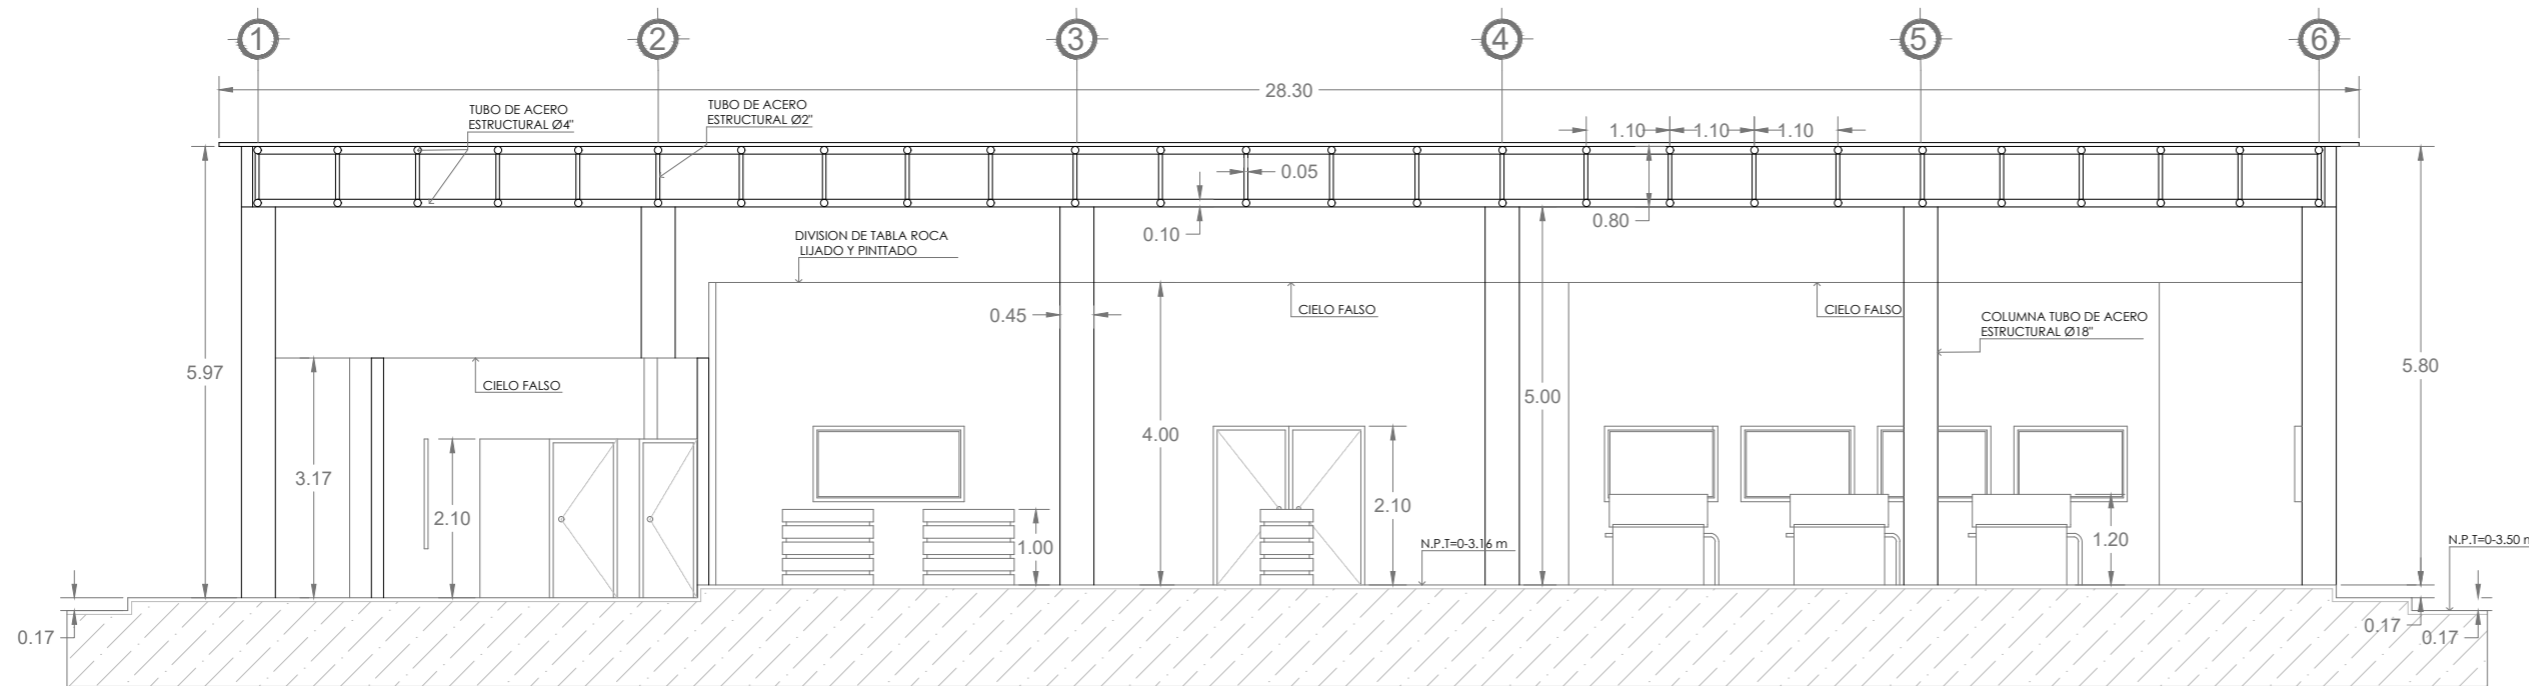 1
2
3
4
5
6
28.30
TUBO DE ACERO
ESTRUCTURAL Ø4"
TUBO DE ACERO
ESTRUCTURAL Ø2"
1.10
1.10
1.10
0.05
0.10
0.80
DIVISION DE TABLA ROCA
LIJADO Y PINTTADO
CIELO FALSO
CIELO FALSO
0.45
COLUMNA TUBO DE ACERO
ESTRUCTURAL Ø18"
5.97
5.80
CIELO FALSO
5.00
4.00
3.17
2.10
2.10
1.00
1.20
N.P.T=0-3.16 m
N.P.T=0-3.50
0.17
0.17
0.17